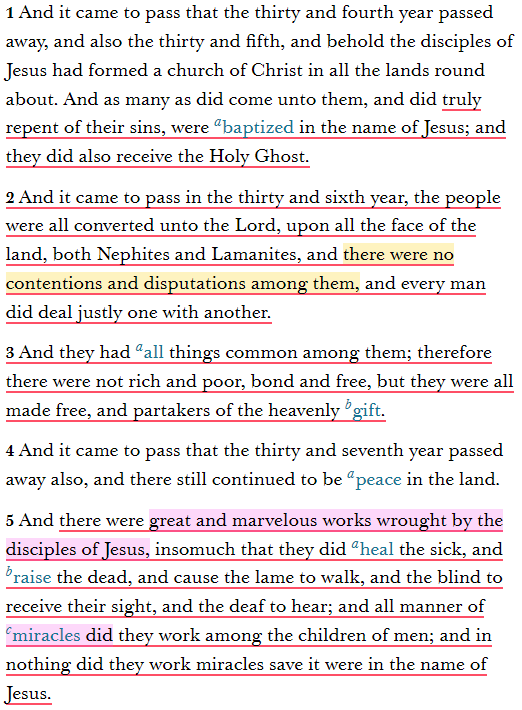 1 And it came to pass that the thirty and fourth year passed
away, and also the thirty and fifth, and behold the disciples of
Jesus had formed a church of Christ in all the lands round
about. And as many as did come unto them, and did truly
repent of their sins, were a baptized in the name of Jesus; and
they did also receive the Holy Ghost.
2 And it came to pass in the thirty and sixth year, the people
were all converted unto the Lord, upon all the face of the
land, both Nephites and Lamanites, and there were no
contentions and disputations among them, and every man
did deal justly one with another.
3 And they had a all things common among them; therefore
there were not rich and poor, bond and free, but they were all
made free, and partakers of the heavenly b gift.
4 And it came to pass that the thirty and seventh year passed
away also, and there still continued to be a peace in the land.
5 And there were great and marvelous works wrought by the
disciples of Jesus, insomuch that they did a heal the sick, and
b raise the dead, and cause the lame to walk, and the blind to
receive their sight, and the deaf to hear; and all manner of
c miracles did they work among the children of men; and in
nothing did they work miracles save it were in the name of
Jesus.